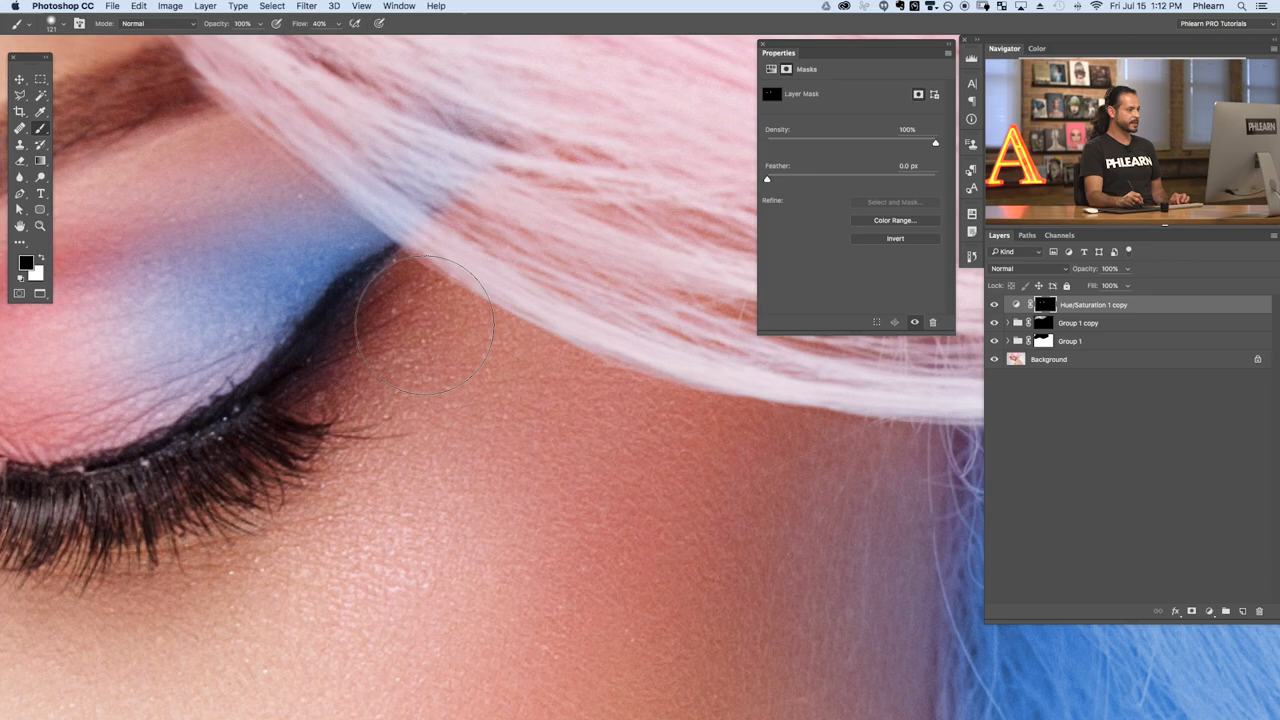 Photoshop CC File Edit Image Layer Type Select Filter 3D View Window Help Fri Jul 15 1:12 PM Phlearn
121 Mode: Normal Opacity: 100% Flow: 40% Phlearn PRO Tutorials
Properties
Masks
Layer Mask
Density: 100%
Feather: 0.0 px
Refine: Select and Mask...
Color Range...
Invert
Navigator Color
A
PHLEARN
PHLEARN
Layers Paths Channels
Kind
Normal Opacity: 100%
Lock: Fill: 100%
Hue/Saturation 1 copy
Group 1 copy
Group 1
Background